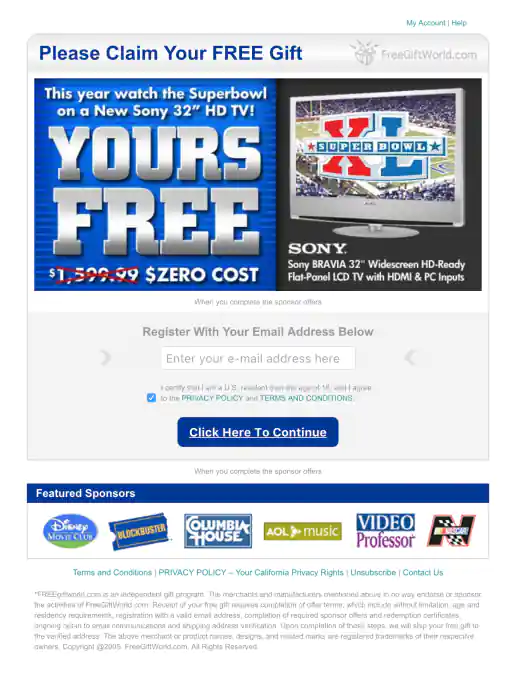 My Account | Help
Please Claim Your FREE Gift
FreeGiftWorld.com
This year watch the Superbowl
on a New Sony 32" HD TV!
YOURS
FREE
$1,599.99 $ZERO COST
XL
SUPER BOWL
SONY
Sony BRAVIA 32" Widescreen HD-Ready
Flat-Panel LCD TV with HDMI & PC Inputs
When you complete the sponsor offers
Register With Your Email Address Below
Enter your e-mail address here
I certify that I am a U.S. resident over the age of 18, and I agree
to the PRIVACY POLICY and TERMS AND CONDITIONS.
Click Here To Continue
When you complete the sponsor offers
Featured Sponsors
Disney MOVIE CLUB
BLOCKBUSTER
COLUMBIA HOUSE
AOL music
VIDEO Professor
NASCAR
Terms and Conditions | PRIVACY POLICY – Your California Privacy Rights | Unsubscribe | Contact Us
*FREEgiftworld.com is an independent gift program. The merchants and manufacturers mentioned above in no way endorse or sponsor
the activities of FreeGiftWorld.com. Receipt of your free gift requires completion of offer terms, which include without limitation, age and
residency requirements, registration with a valid email address, completion of required sponsor offers and redemption certificates,
ongoing opt-in to email communications and shipping address verification. Upon completion of these steps, we will ship your free gift to
the verified address. The above merchant or product names, designs, and related marks are registered trademarks of their respective
owners. Copyright @2005. FreeGiftWorld.com. All Rights Reserved.